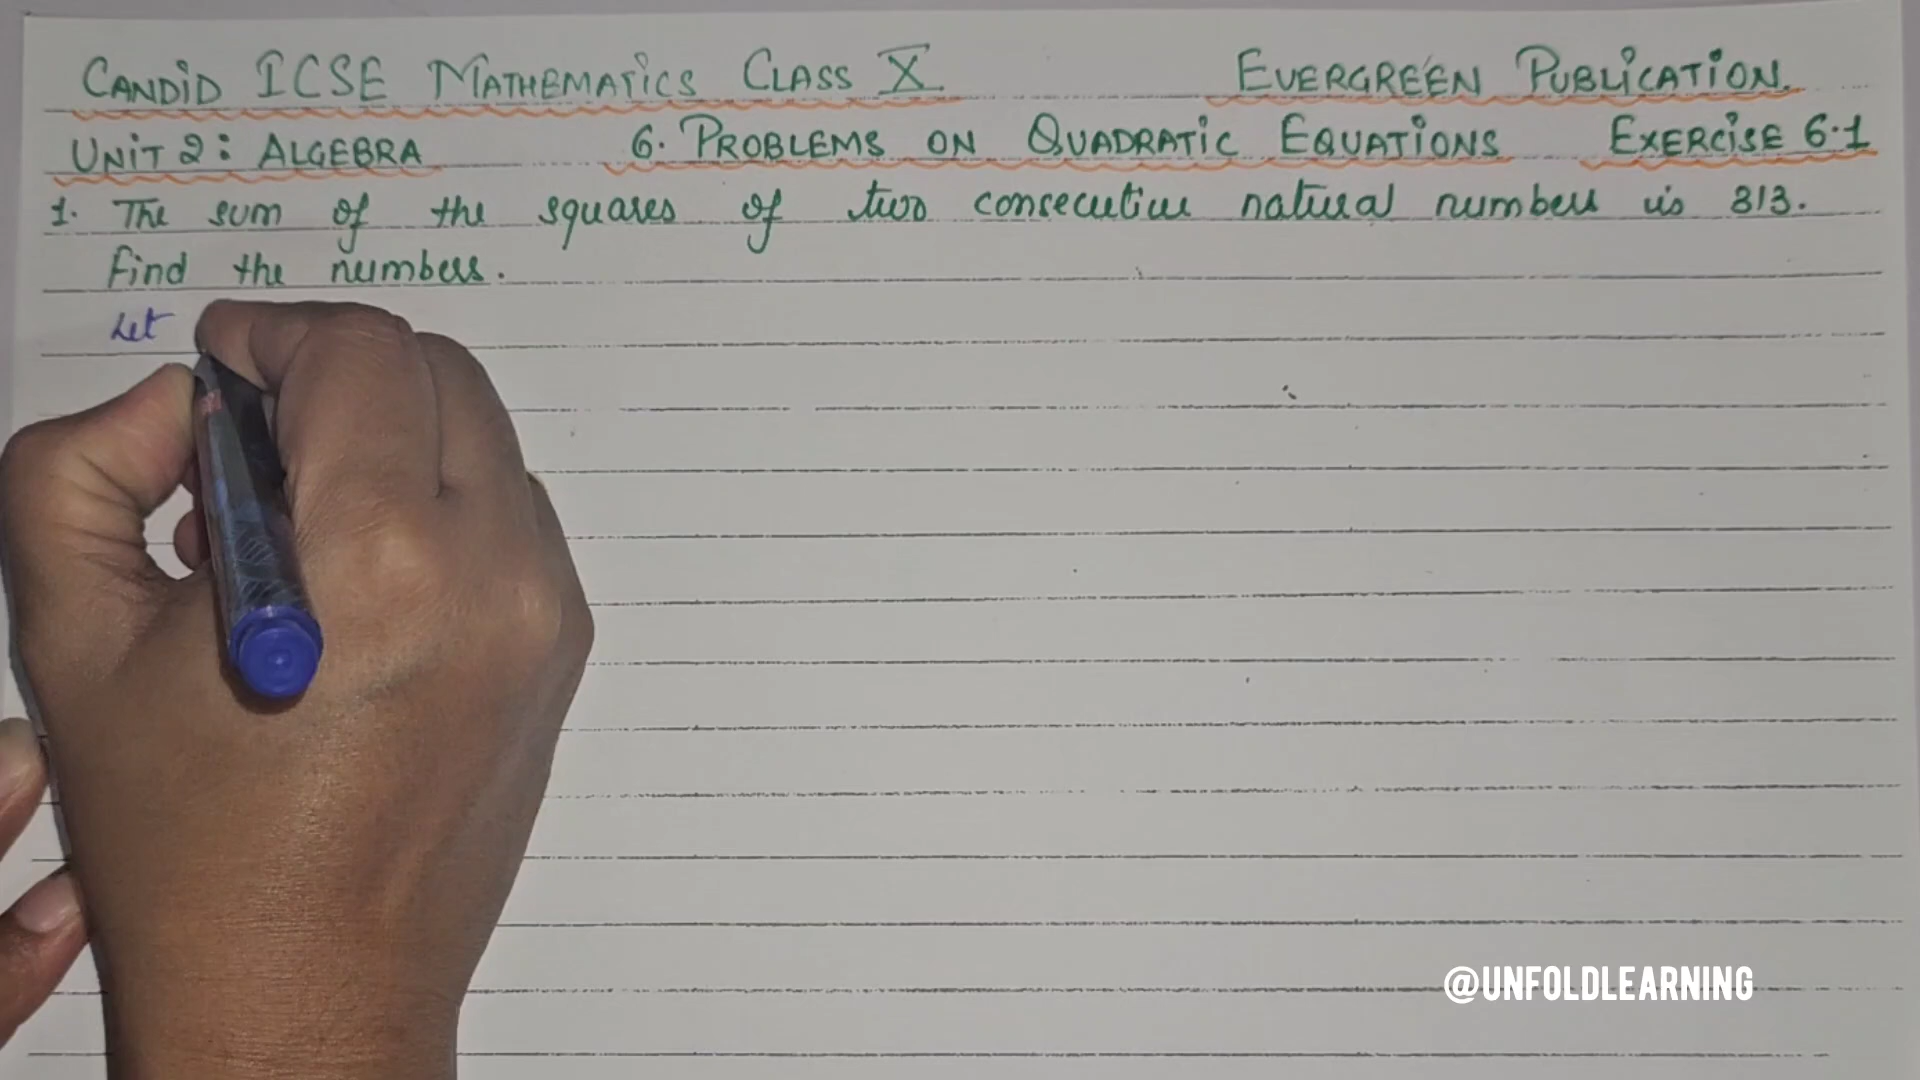 CANDID ICSE MATHEMATICS CLASS X EVERGREEN PUBLICATION.
UNIT 2: ALGEBRA 6. PROBLEMS ON QUADRATIC EQUATIONS EXERCISE 6.1
1. The sum of the squares of two consecutive natural numbers is 313.
Find the numbers.
Let
@UNFOLDLEARNING